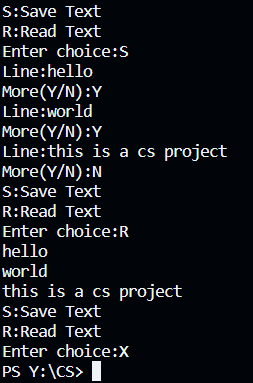 S:Save Text
R:Read Text
Enter choice:S
Line:hello
More(Y/N):Y
Line:world
More(Y/N):Y
Line:this is a cs project
More(Y/N):N
S:Save Text
R:Read Text
Enter choice:R
hello
world
this is a cs project
S:Save Text
R:Read Text
Enter choice:X
PS Y:\CS>